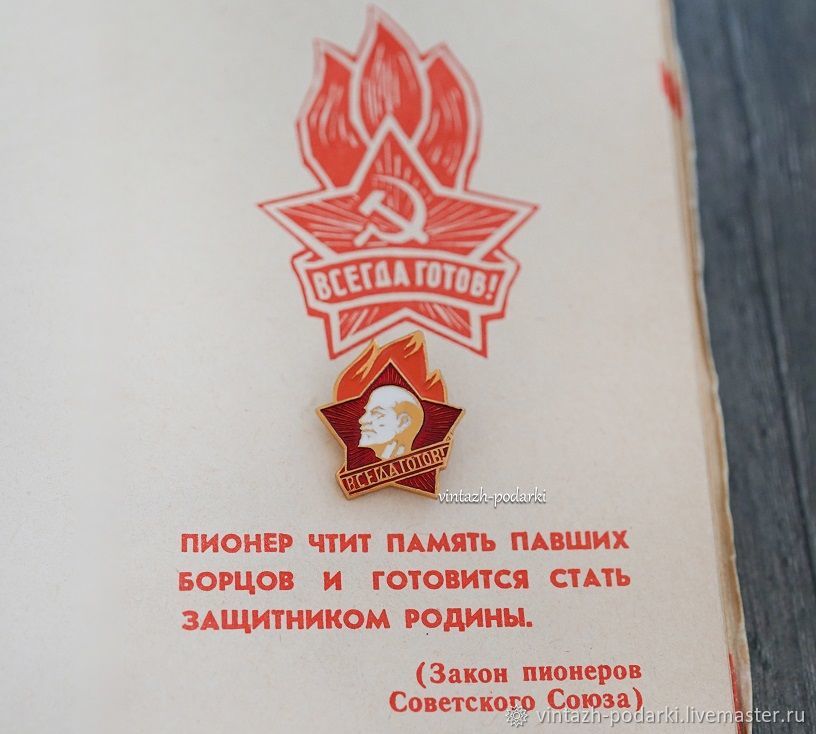 ВСЕГДА ГОТОВ!
ВСЕГДА ГОТОВ!
vintazh-podarki
ПИОНЕР ЧТИТ ПАМЯТЬ ПАВШИХ
БОРЦОВ И ГОТОВИТСЯ СТАТЬ
ЗАЩИТНИКОМ РОДИНЫ.
(Закон пионеров
Советского Союза)
vintazh-podarki.livemaster.ru